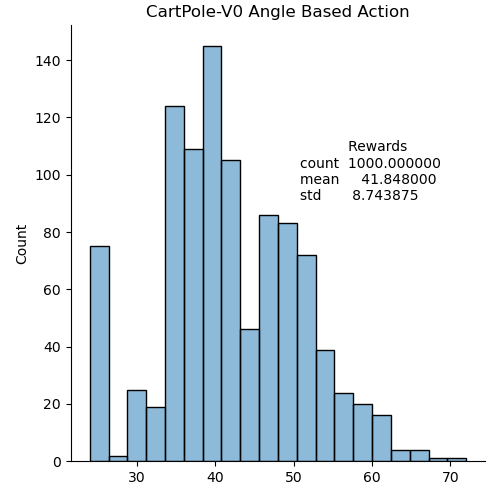 CartPole-V0 Angle Based Action
140
120
100
80
60
40
20
0
Count
Rewards
count 1000.000000
mean 41.848000
std 8.743875
30 40 50 60 70